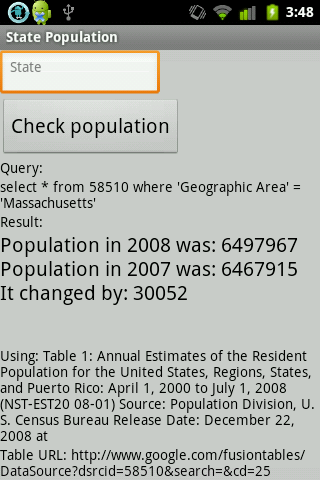 3:48
State Population
State
Check population
Query:
select * from 58510 where 'Geographic Area' =
'Massachusetts'
Result:
Population in 2008 was: 6497967
Population in 2007 was: 6467915
It changed by: 30052
Using: Table 1: Annual Estimates of the Resident
Population for the United States, Regions, States,
and Puerto Rico: April 1, 2000 to July 1, 2008
(NST-EST20 08-01) Source: Population Division, U.
S. Census Bureau Release Date: December 22,
2008 at
Table URL: http://www.google.com/fusiontables/
DataSource?dsrcid=58510&search=&cd=25